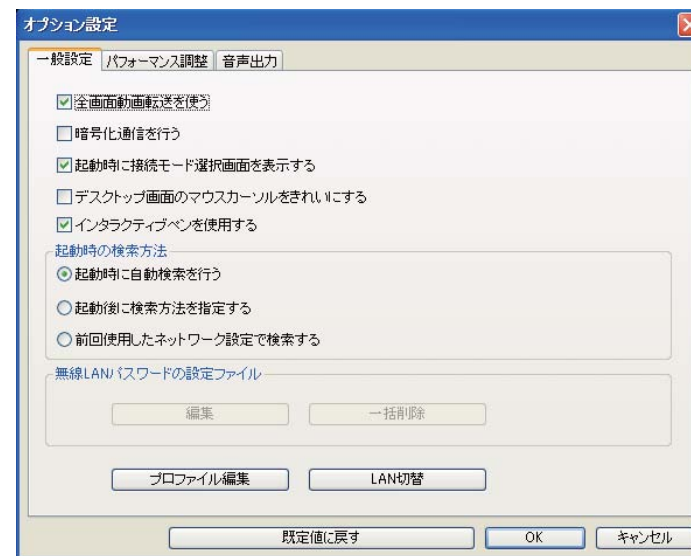 オプション設定
一般設定 パフォーマンス調整 音声出力
全画面動画転送を使う
暗号化通信を行う
起動時に接続モード選択画面を表示する
デスクトップ画面のマウスカーソルをきれいにする
インタラクティブペンを使用する
起動時の検索方法
起動時に自動検索を行う
起動後に検索方法を指定する
前回使用したネットワーク設定で検索する
無線LANパスワードの設定ファイル
編集 一括削除
プロファイル編集 LAN切替
既定値に戻す OK キャンセル